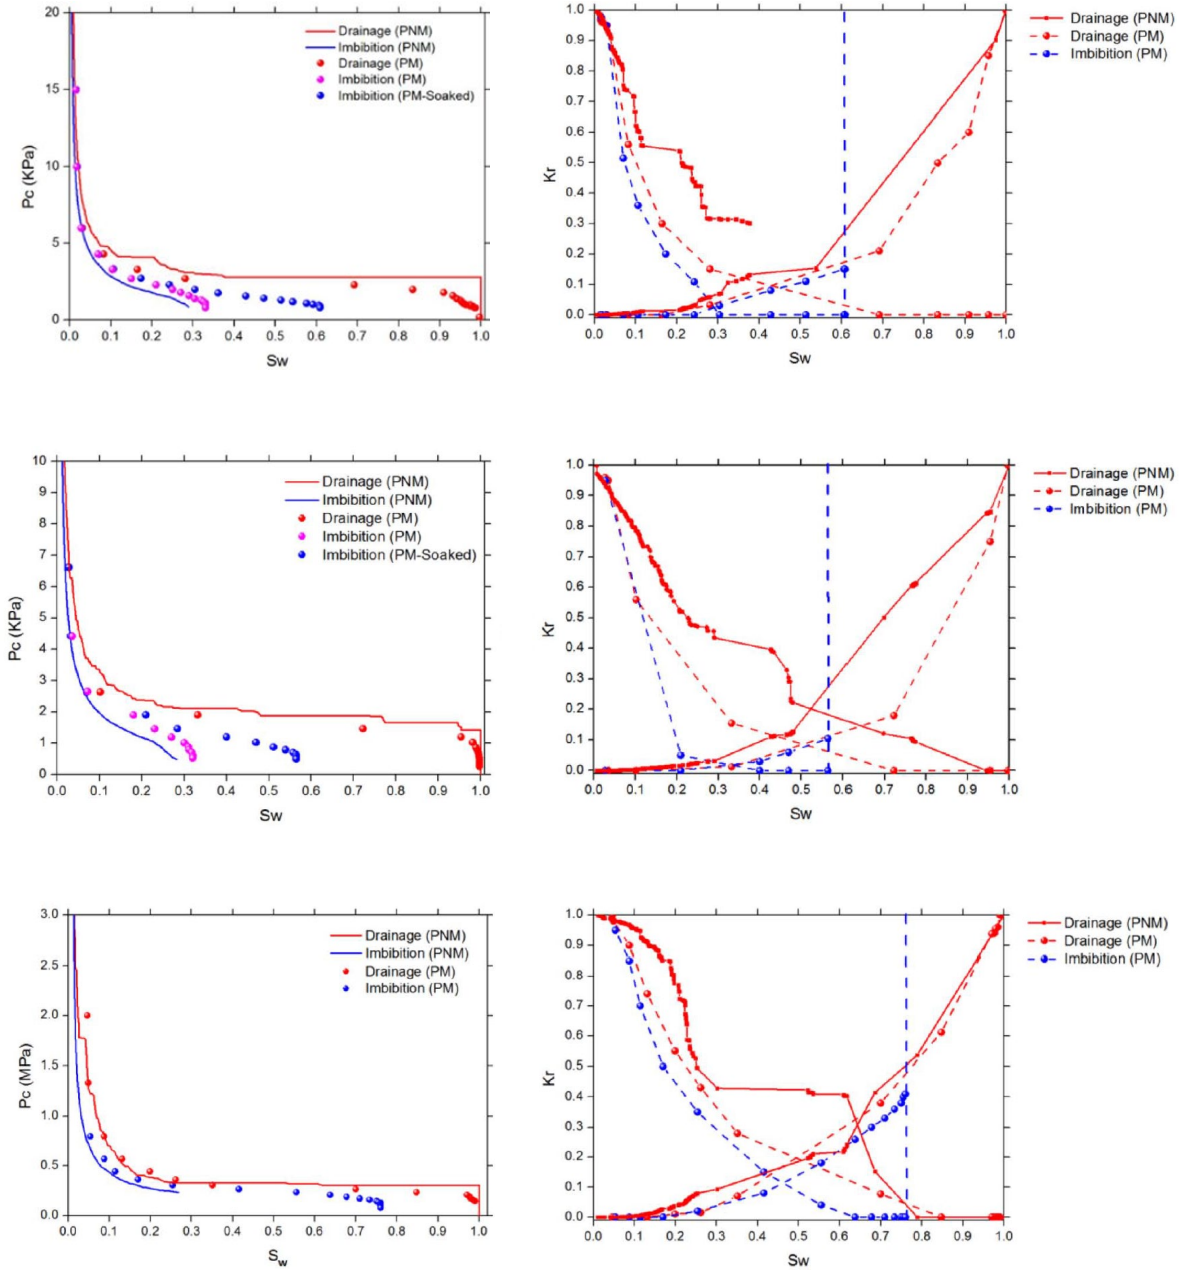 20
15
10
5
0
Pc (KPa)
Drainage (PNM)
Imbibition (PNM)
Drainage (PM)
Imbibition (PM)
Imbibition (PM-Soaked)
0.0 0.1 0.2 0.3 0.4 0.5 0.6 0.7 0.8 0.9 1.0
Sw
1.0
0.9
0.8
0.7
0.6
0.5
0.4
0.3
0.2
0.1
0.0
Kr
Drainage (PNM)
Drainage (PM)
Imbibition (PM)
0.0 0.1 0.2 0.3 0.4 0.5 0.6 0.7 0.8 0.9 1.0
Sw
10
9
8
7
6
5
4
3
2
1
0
Pc (KPa)
Drainage (PNM)
Imbibition (PNM)
Drainage (PM)
Imbibition (PM)
Imbibition (PM-Soaked)
0.0 0.1 0.2 0.3 0.4 0.5 0.6 0.7 0.8 0.9 1.0
Sw
1.0
0.9
0.8
0.7
0.6
0.5
0.4
0.3
0.2
0.1
0.0
Kr
Drainage (PNM)
Drainage (PM)
Imbibition (PM)
0.0 0.1 0.2 0.3 0.4 0.5 0.6 0.7 0.8 0.9 1.0
Sw
3.0
2.5
2.0
1.5
1.0
0.5
0.0
Pc (MPa)
Drainage (PNM)
Imbibition (PNM)
Drainage (PM)
Imbibition (PM)
0.0 0.1 0.2 0.3 0.4 0.5 0.6 0.7 0.8 0.9 1.0
Sw
1.0
0.9
0.8
0.7
0.6
0.5
0.4
0.3
0.2
0.1
0.0
Kr
Drainage (PNM)
Drainage (PM)
Imbibition (PM)
0.0 0.1 0.2 0.3 0.4 0.5 0.6 0.7 0.8 0.9 1.0
Sw